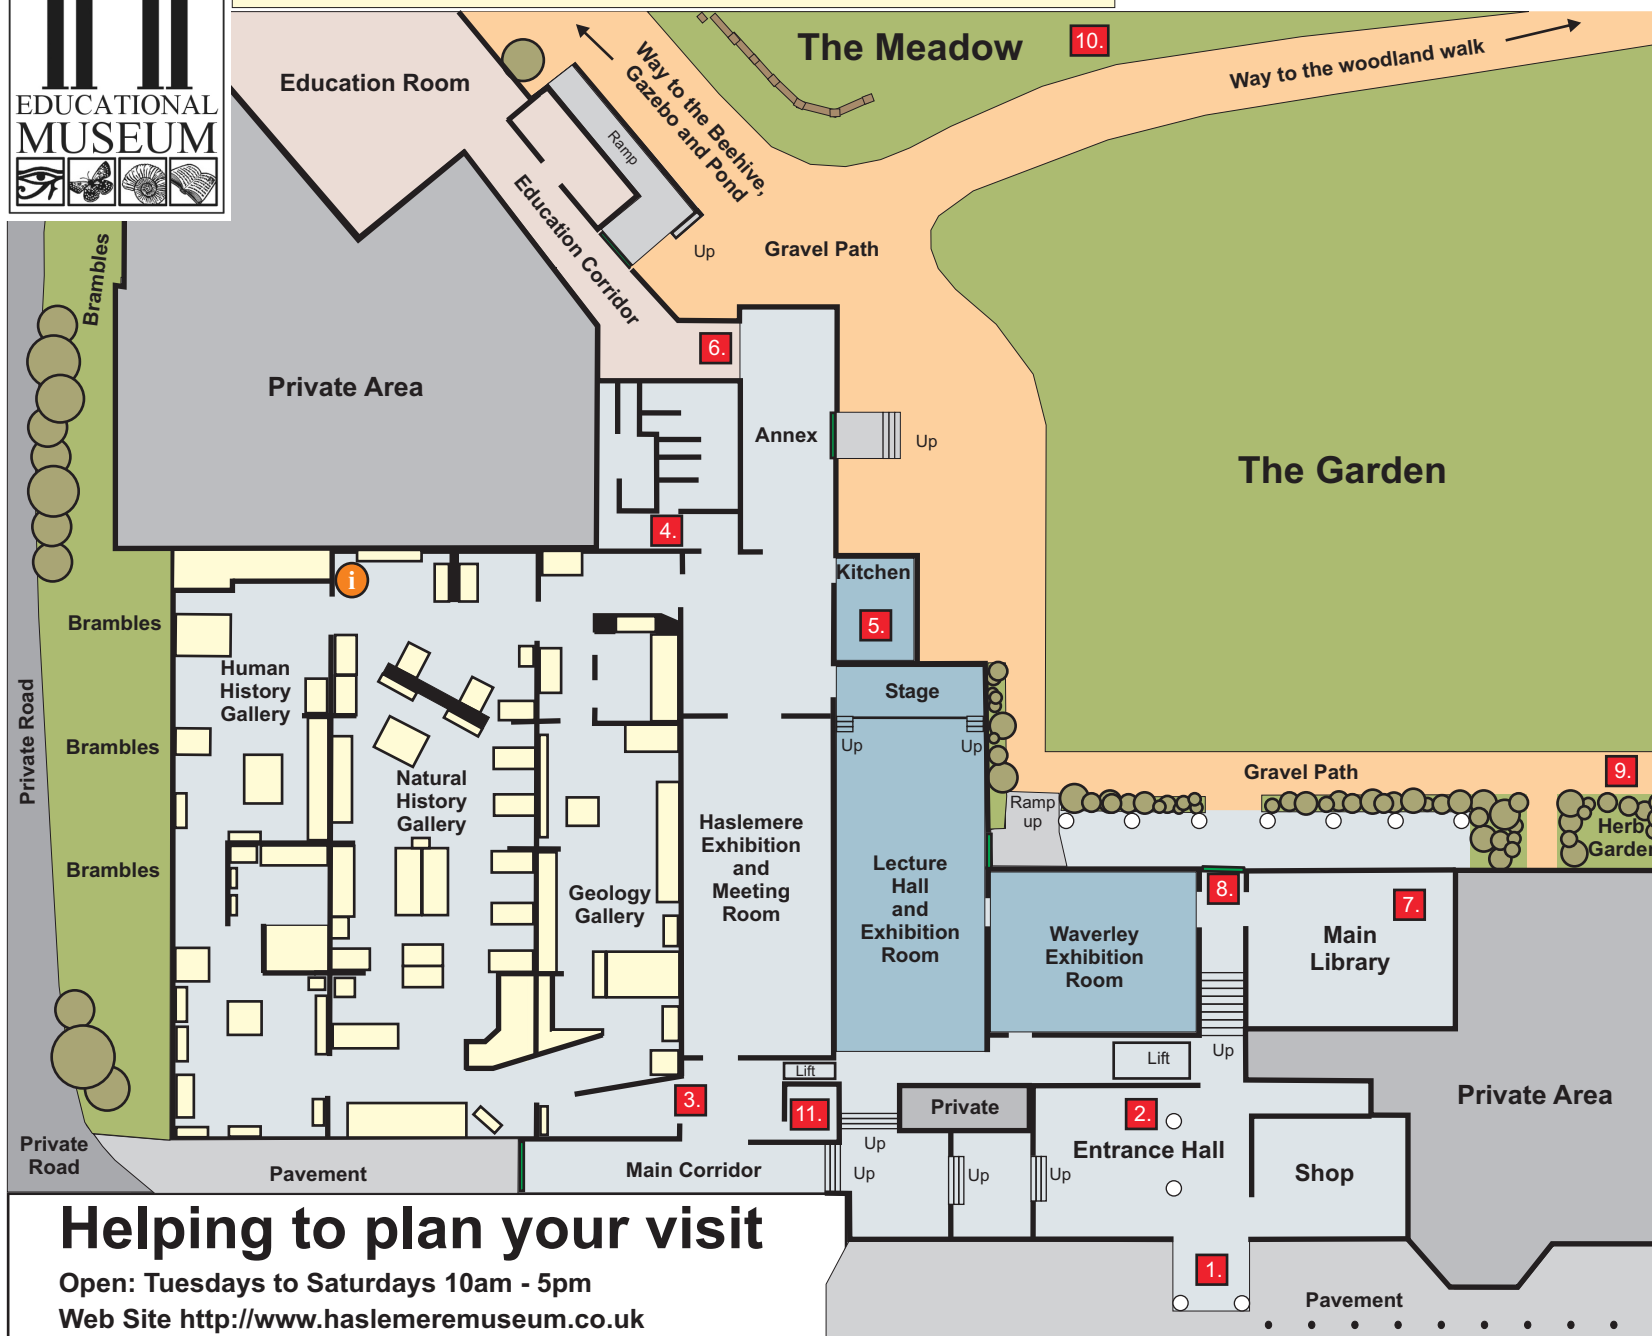 EDUCATIONAL
MUSEUM
Education Room
Way to the Beehive,
Gazebo and Pond
The Meadow
10.
Way to the woodland walk
Ramp
Education Corridor
Up
Gravel Path
Brambles
6.
Private Area
Annex
Up
The Garden
4.
Kitchen
i
5.
Brambles
Human
History
Gallery
Stage
Private Road
Brambles
Up
Up
Natural
History
Gallery
Gravel Path
9.
Ramp
up
Herb
Garden
Haslemere
Exhibition
and
Meeting
Room
Brambles
Geology
Gallery
Lecture
Hall
and
Exhibition
Room
8.
7.
Waverley
Exhibition
Room
Main
Library
Lift
Lift
Up
3.
11.
Private
2.
Private Area
Private
Road
Pavement
Main Corridor
Up
Up
Up
Up
Entrance Hall
Shop
Helping to plan your visit
Open: Tuesdays to Saturdays 10am - 5pm
Web Site http://www.haslemeremuseum.co.uk
1.
Pavement